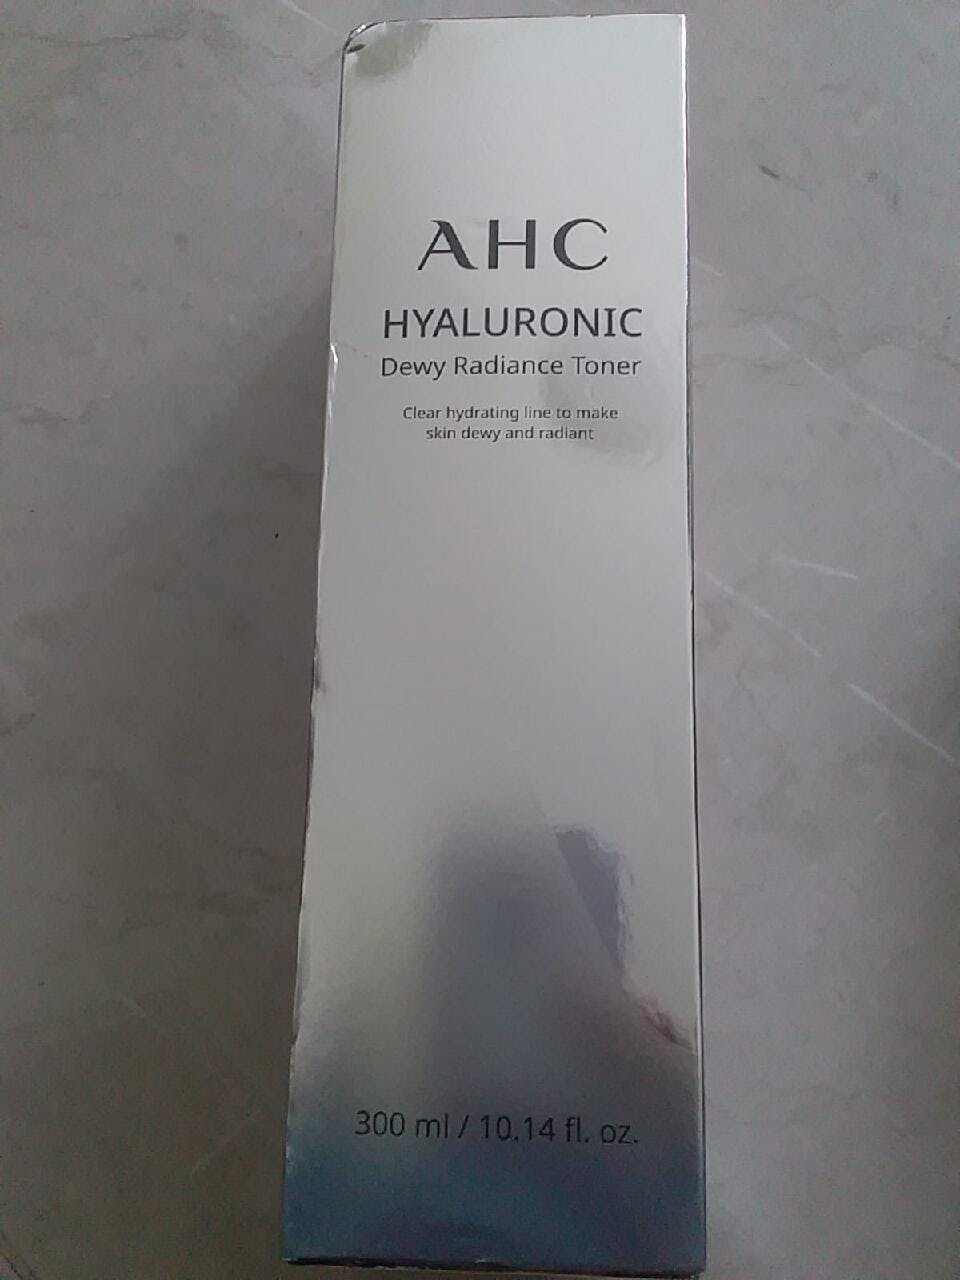 AHC
HYALURONIC
Dewy Radiance Toner
Clear hydrating line to make
skin dewy and radiant
300 ml / 10.14 fl. oz.